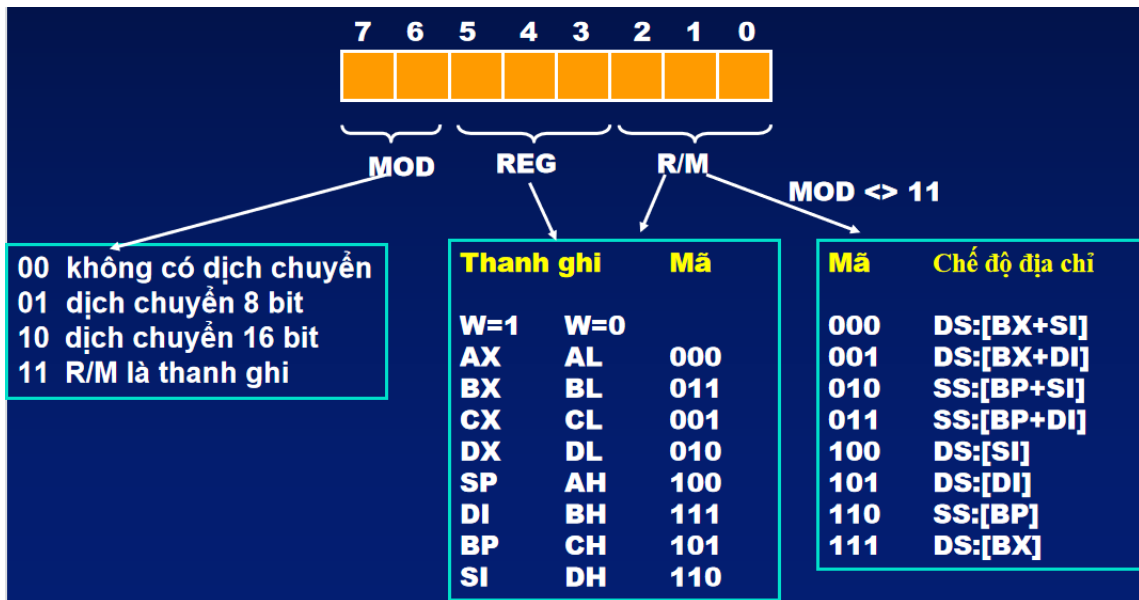 7 6 5 4 3 2 1 0
MOD REG R/M
MOD <> 11
00 không có dịch chuyển
01 dịch chuyển 8 bit
10 dịch chuyển 16 bit
11 R/M là thanh ghi
Thanh ghi Mã
W=1 W=0
AX AL 000
BX BL 011
CX CL 001
DX DL 010
SP AH 100
DI BH 111
BP CH 101
SI DH 110
Mã Chế độ địa chỉ
000 DS:[BX+SI]
001 DS:[BX+DI]
010 SS:[BP+SI]
011 SS:[BP+DI]
100 DS:[SI]
101 DS:[DI]
110 SS:[BP]
111 DS:[BX]